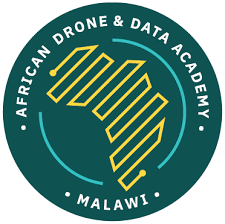 • AFRICAN DRONE & DATA ACADEMY •
• MALAWI •